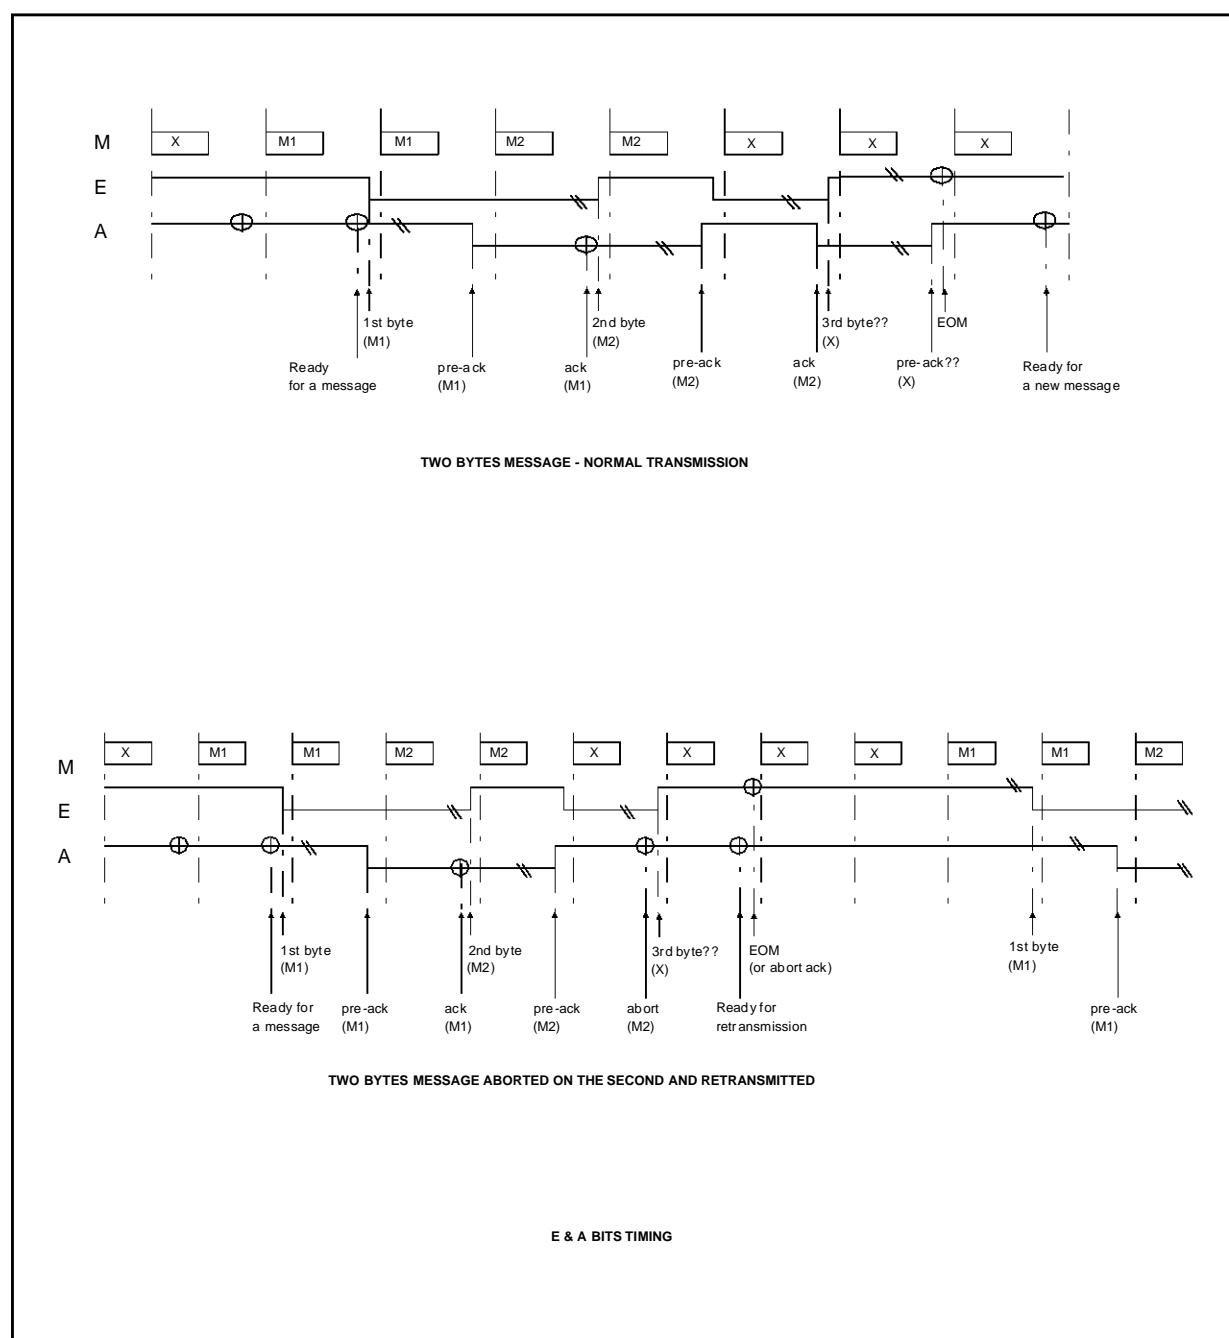 M
X
M1
M1
M2
M2
X
X
X
E
A
1st byte
(M1)
2nd byte
(M2)
3rd byte??
(X)
EOM
Ready
for a message
pre-ack
(M1)
ack
(M1)
pre-ack
(M2)
ack
(M2)
pre-ack??
(X)
Ready for
a new message
TWO BYTES MESSAGE - NORMAL TRANSMISSION
M
X
M1
M1
M2
M2
X
X
X
X
M1
M1
M2
E
A
1st byte
(M1)
2nd byte
(M2)
3rd byte??
(X)
EOM
(or abort ack)
1st byte
(M1)
Ready for
a message
pre-ack
(M1)
ack
(M1)
pre-ack
(M2)
abort
(M2)
Ready for
retransmission
pre-ack
(M1)
TWO BYTES MESSAGE ABORTED ON THE SECOND AND RETRANSMITTED
E & A BITS TIMING